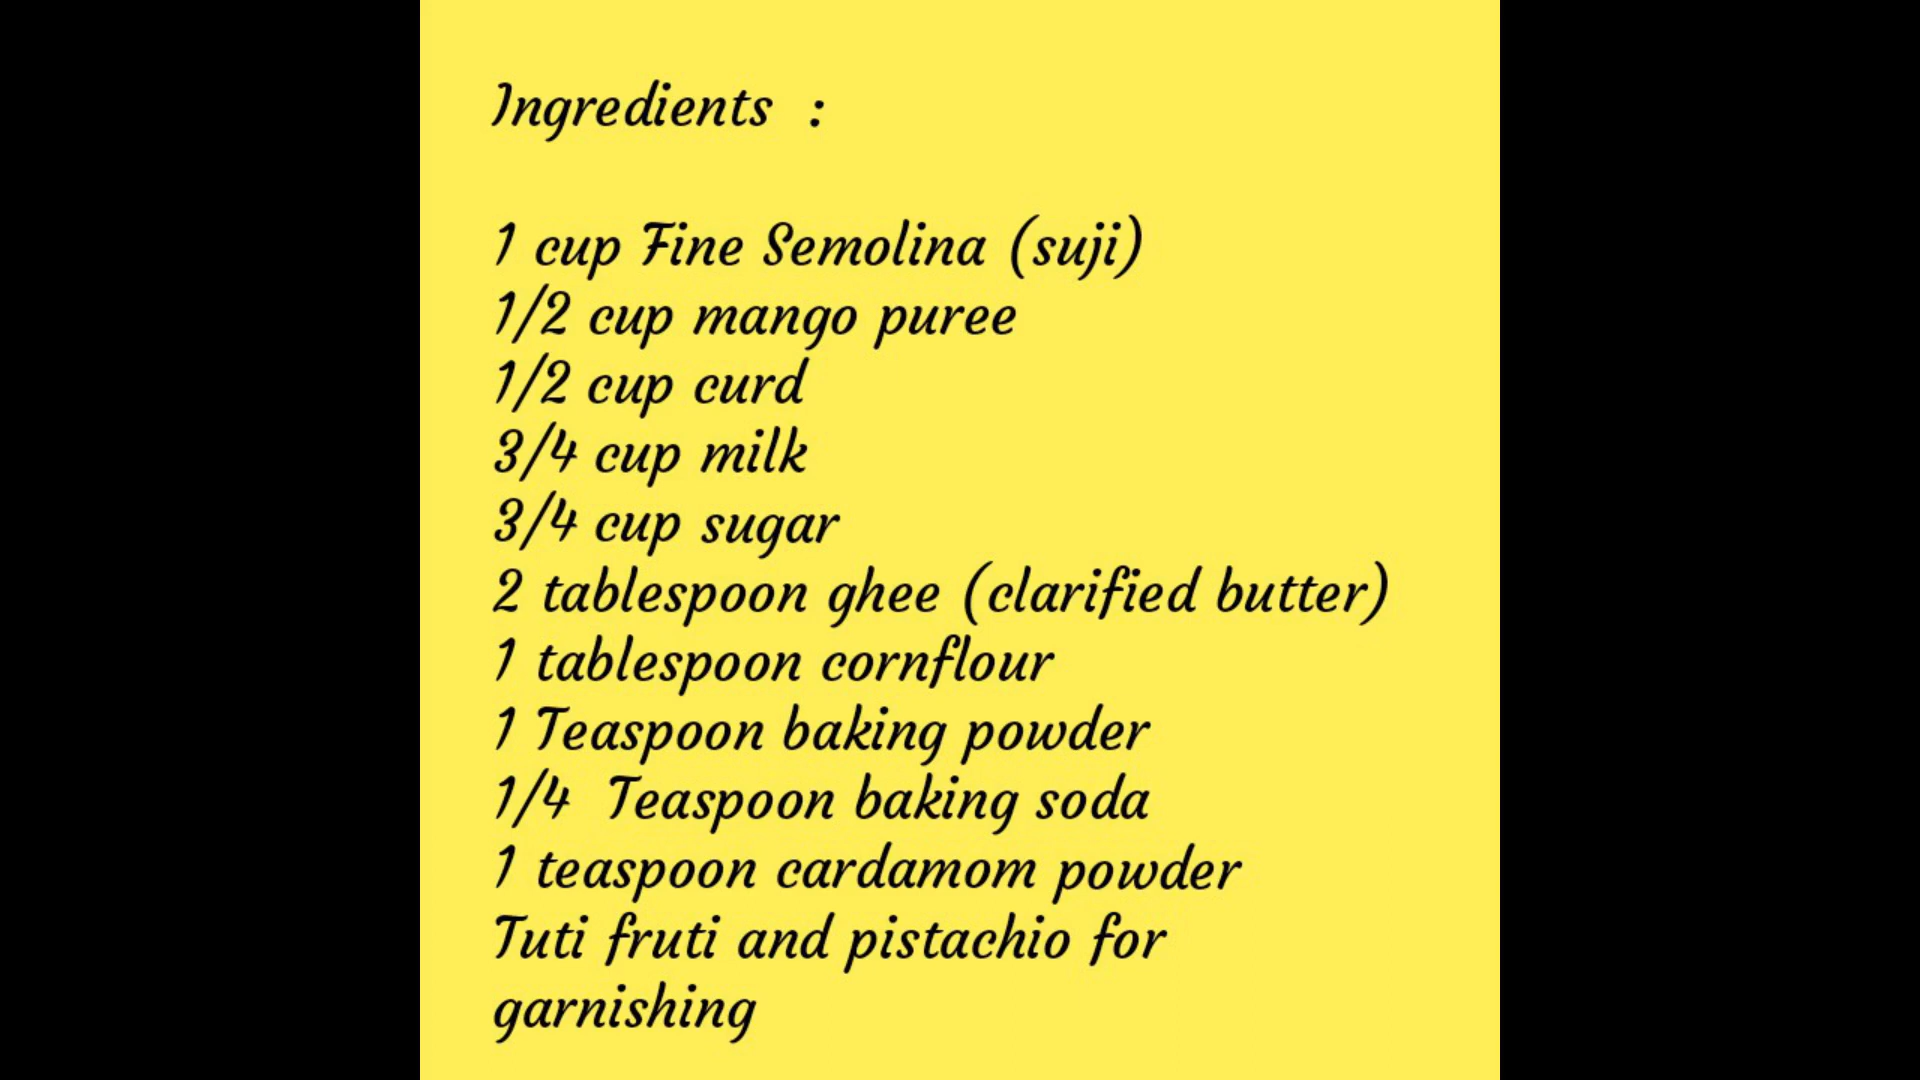 Ingredients  :
1 cup Fine Semolina (suji)
1/2 cup mango puree
1/2 cup curd
3/4 cup milk
3/4 cup sugar
2 tablespoon ghee (clarified butter)
1 tablespoon cornflour
1 Teaspoon baking powder
1/4  Teaspoon baking soda
1 teaspoon cardamom powder
Tuti fruti and pistachio for
garnishing